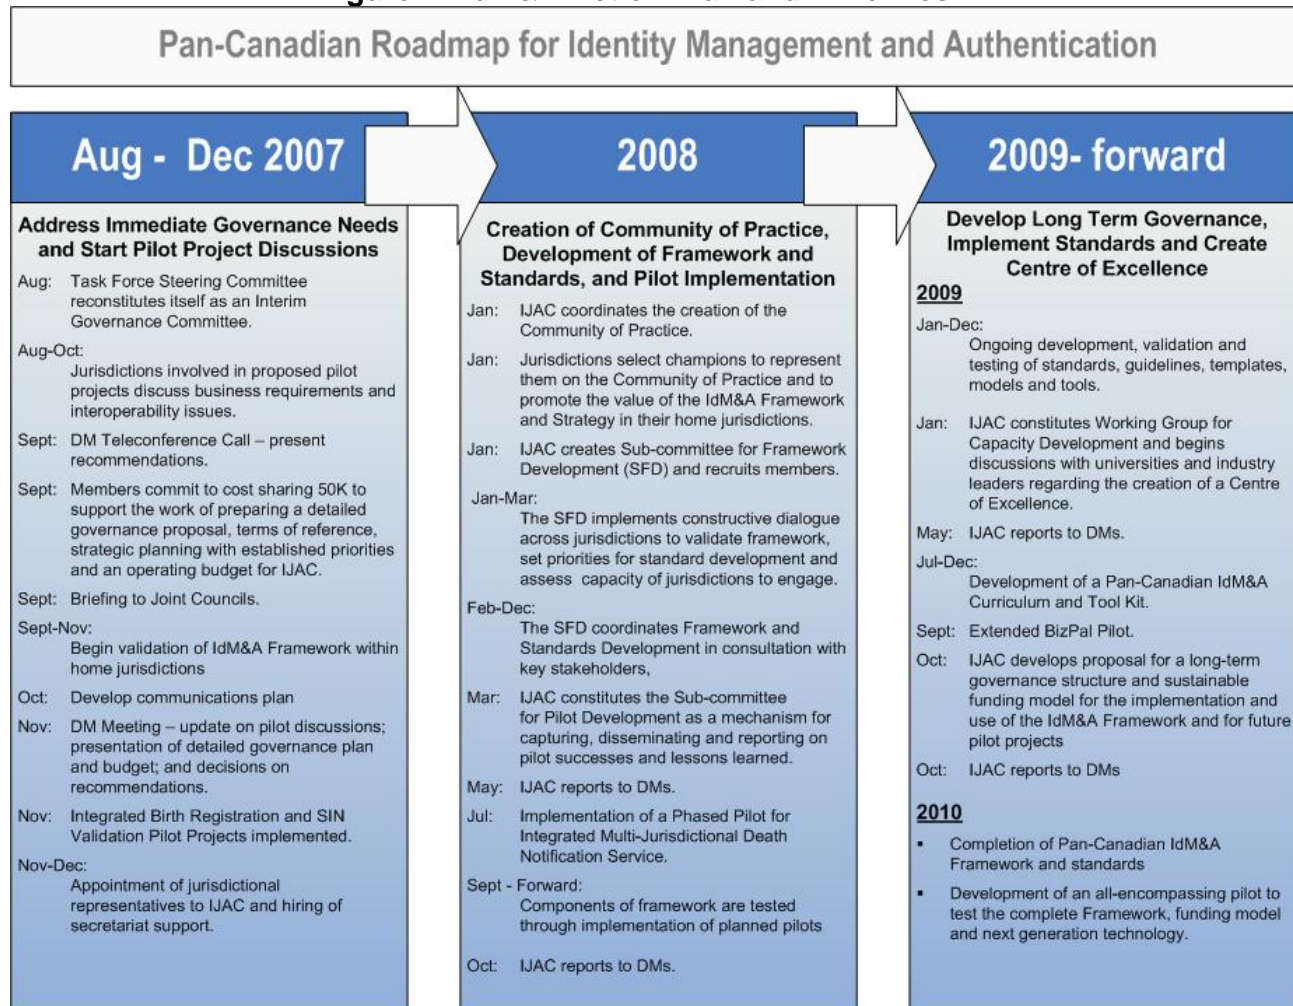 Pan-Canadian Roadmap for Identity Management and Authentication
Aug - Dec 2007
Address Immediate Governance Needs
and Start Pilot Project Discussions
Aug: Task Force Steering Committee
reconstitutes itself as an Interim
Governance Committee.
Aug-Oct:
Jurisdictions involved in proposed pilot
projects discuss business requirements and
interoperability issues.
Sept: DM Teleconference Call – present
recommendations.
Sept: Members commit to cost sharing 50K to
support the work of preparing a detailed
governance proposal, terms of reference,
strategic planning with established priorities
and an operating budget for IJAC.
Sept: Briefing to Joint Councils.
Sept-Nov:
Begin validation of IdM&A Framework within
home jurisdictions
Oct: Develop communications plan
Nov: DM Meeting – update on pilot discussions;
presentation of detailed governance plan
and budget; and decisions on
recommendations.
Nov: Integrated Birth Registration and SIN
Validation Pilot Projects implemented.
Nov-Dec:
Appointment of jurisdictional
representatives to IJAC and hiring of
secretariat support.
2008
Creation of Community of Practice,
Development of Framework and
Standards, and Pilot Implementation
Jan: IJAC coordinates the creation of the
Community of Practice.
Jan: Jurisdictions select champions to represent
them on the Community of Practice and to
promote the value of the IdM&A Framework
and Strategy in their home jurisdictions.
Jan: IJAC creates Sub-committee for Framework
Development (SFD) and recruits members.
Jan-Mar:
The SFD implements constructive dialogue
across jurisdictions to validate framework,
set priorities for standard development and
assess capacity of jurisdictions to engage.
Feb-Dec:
The SFD coordinates Framework and
Standards Development in consultation with
key stakeholders,
Mar: IJAC constitutes the Sub-committee
for Pilot Development as a mechanism for
capturing, disseminating and reporting on
pilot successes and lessons learned.
May: IJAC reports to DMs.
Jul: Implementation of a Phased Pilot for
Integrated Multi-Jurisdictional Death
Notification Service.
Sept - Forward:
Components of framework are tested
through implementation of planned pilots
Oct: IJAC reports to DMs.
2009- forward
Develop Long Term Governance,
Implement Standards and Create
Centre of Excellence
2009
Jan-Dec:
Ongoing development, validation and
testing of standards, guidelines, templates,
models and tools.
Jan: IJAC constitutes Working Group for
Capacity Development and begins
discussions with universities and industry
leaders regarding the creation of a Centre
of Excellence.
May: IJAC reports to DMs.
Jul-Dec:
Development of a Pan-Canadian IdM&A
Curriculum and Tool Kit.
Sept: Extended BizPal Pilot.
Oct: IJAC develops proposal for a long-term
governance structure and sustainable
funding model for the implementation and
use of the IdM&A Framework and for future
pilot projects
Oct: IJAC reports to DMs
2010
▪ Completion of Pan-Canadian IdM&A
Framework and standards
▪ Development of an all-encompassing pilot to
test the complete Framework, funding model
and next generation technology.